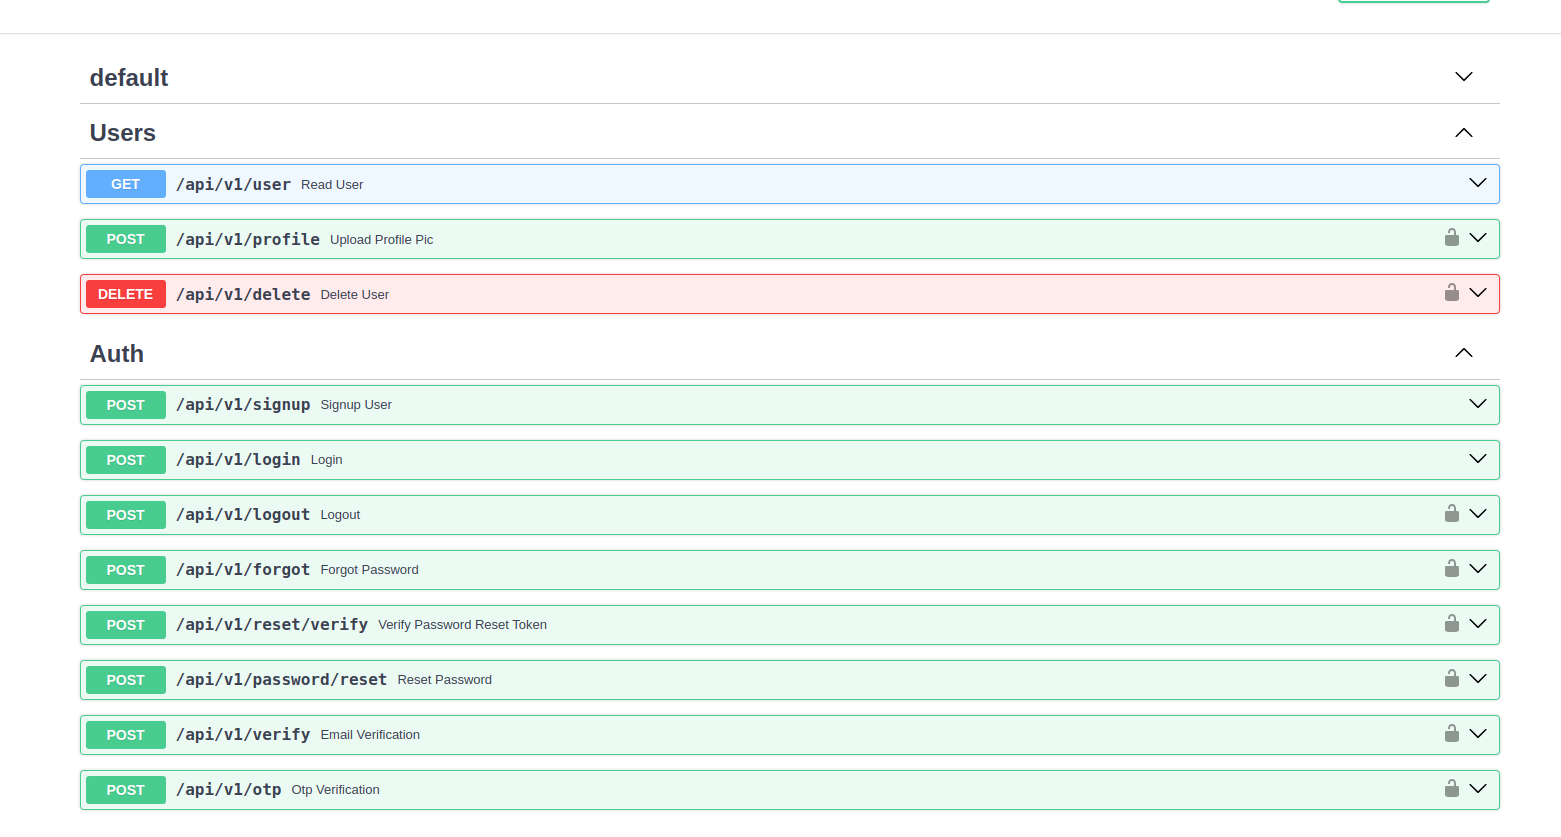 default
Users
GET /api/v1/user Read User
POST /api/v1/profile Upload Profile Pic
DELETE /api/v1/delete Delete User
Auth
POST /api/v1/signup Signup User
POST /api/v1/login Login
POST /api/v1/logout Logout
POST /api/v1/forgot Forgot Password
POST /api/v1/reset/verify Verify Password Reset Token
POST /api/v1/password/reset Reset Password
POST /api/v1/verify Email Verification
POST /api/v1/otp Otp Verification